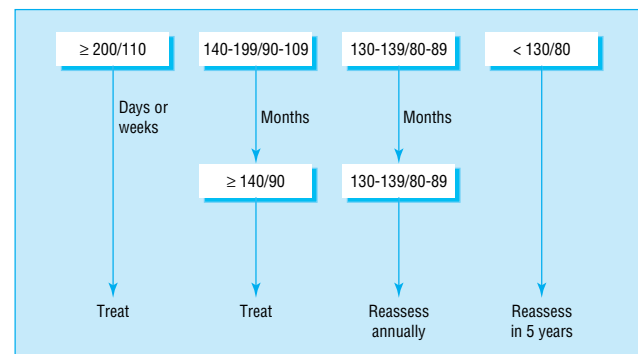 ≥ 200/110
140-199/90-109
130-139/80-89
< 130/80
Days or
weeks
Months
Months
≥ 140/90
130-139/80-89
Treat
Treat
Reassess
annually
Reassess
in 5 years